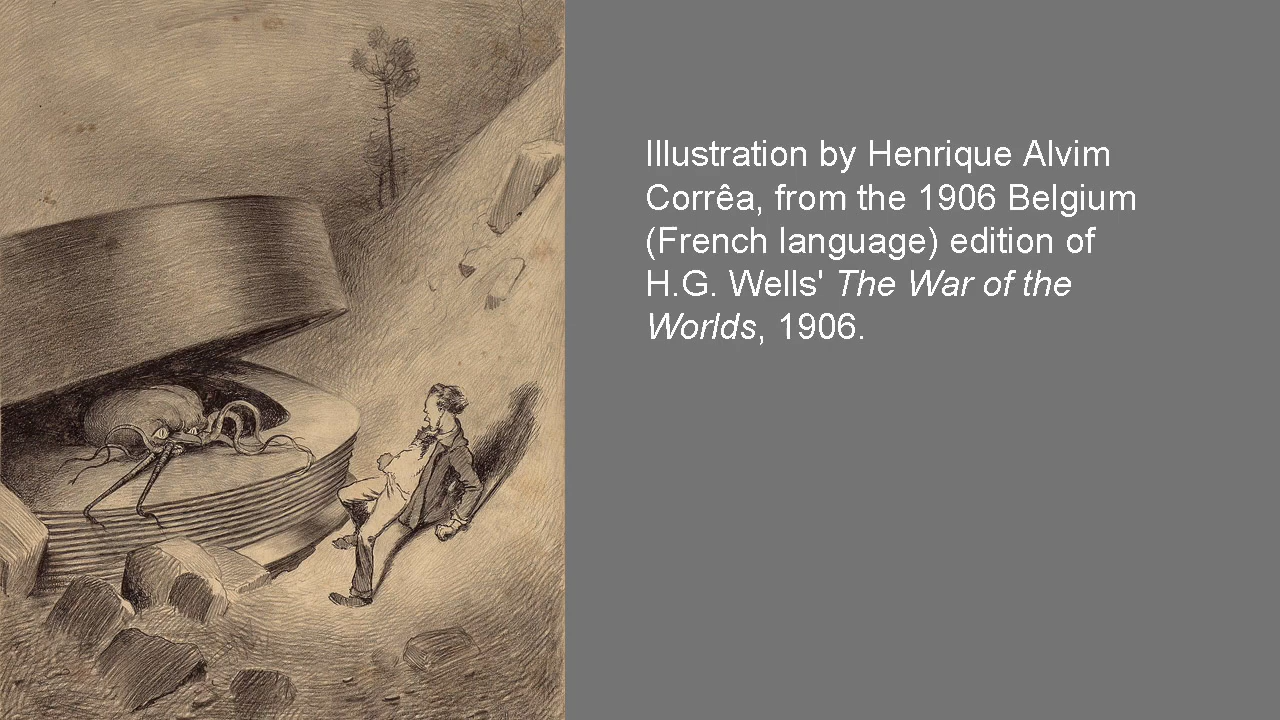 Illustration by Henrique Alvim
Corrêa, from the 1906 Belgium
(French language) edition of
H.G. Wells' The War of the
Worlds, 1906.